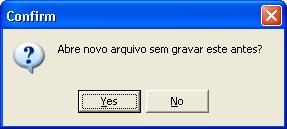 Confirm
Abre novo arquivo sem gravar este antes?
Yes
No